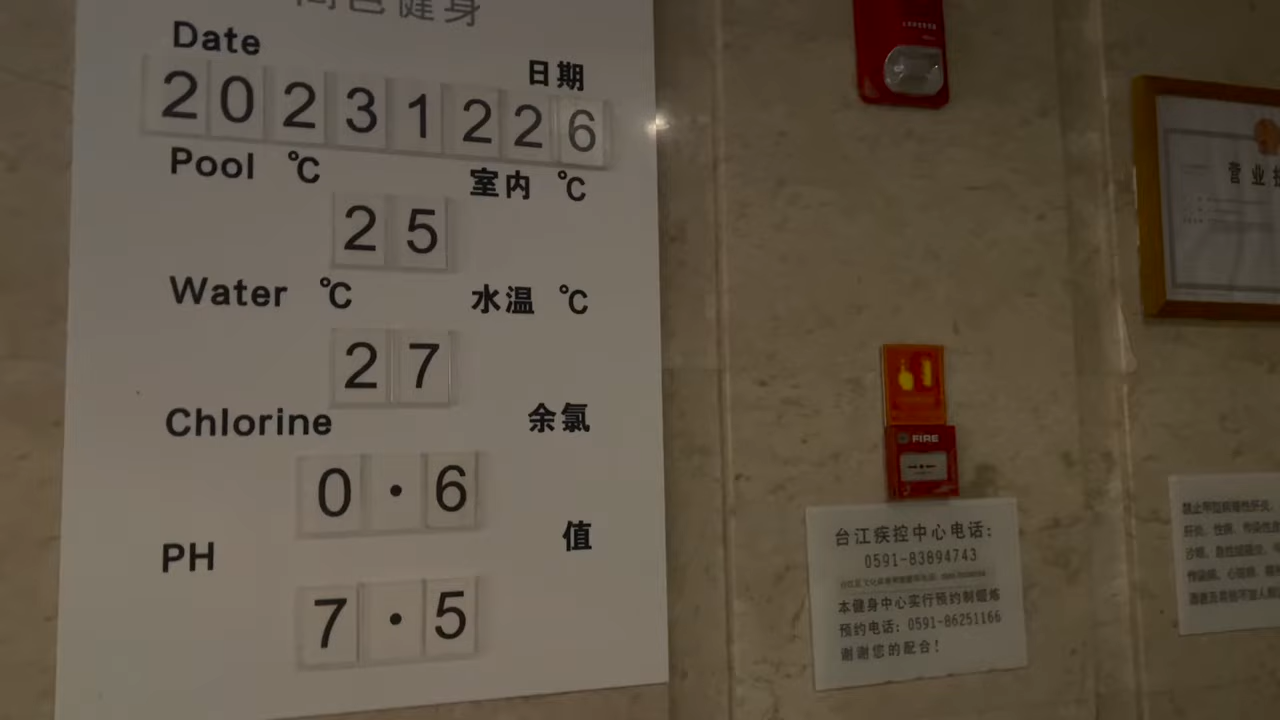 健身
Date
日期
20231226
Pool ℃
室内 ℃
25
Water ℃
水温 ℃
27
Chlorine
余氯
0·6
PH
值
7·5
FIRE
台江疾控中心电话:
0591-83894743
本健身中心实行预约制锻炼
预约电话: 0591-86251166
谢谢您的配合!
营业